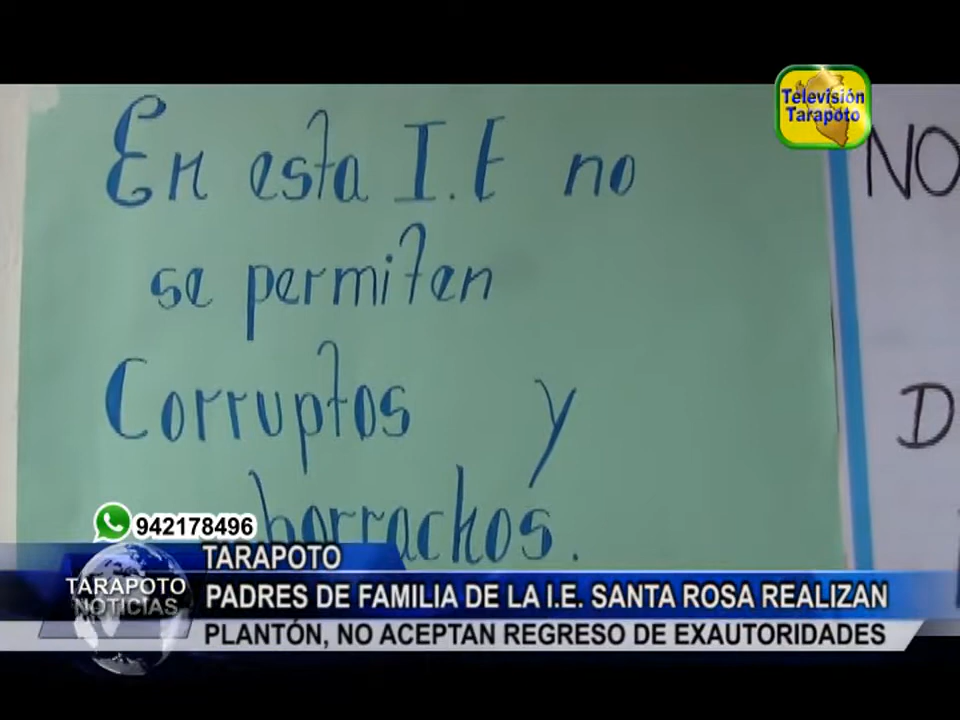 Televisión
Tarapoto
En esta I.E no
se permiten
Corruptos y
borrachos.
NO
D
942178496
TARAPOTO
TARAPOTO
NOTICIAS
PADRES DE FAMILIA DE LA I.E. SANTA ROSA REALIZAN
PLANTÓN, NO ACEPTAN REGRESO DE EXAUTORIDADES